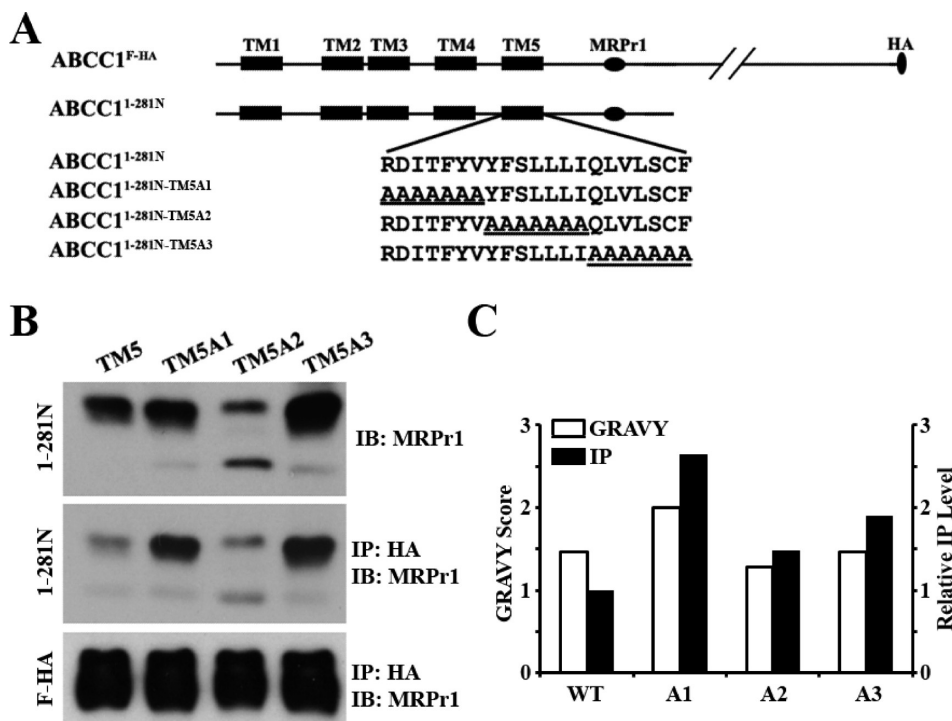 A
TM1 TM2 TM3 TM4 TM5 MRPr1 HA
ABCC1F-HA
ABCC11-281N
ABCC11-281N RDITFYVYFSLLLIQLVLSCF
ABCC11-281N-TM5A1 AAAAAAAYFSLLLIQLVLSCF
ABCC11-281N-TM5A2 RDITFYVAAAAAAAQLVLSCF
ABCC11-281N-TM5A3 RDITFYVYFSLLLIAAAAAAA
B
TM5 TM5A1 TM5A2 TM5A3
1-281N
IB: MRPr1
1-281N
IP: HA
IB: MRPr1
F-HA
IP: HA
IB: MRPr1
C
GRAVY
IP
GRAVY Score
3
2
1
0
Relative IP Level
3
2
1
0
WT A1 A2 A3